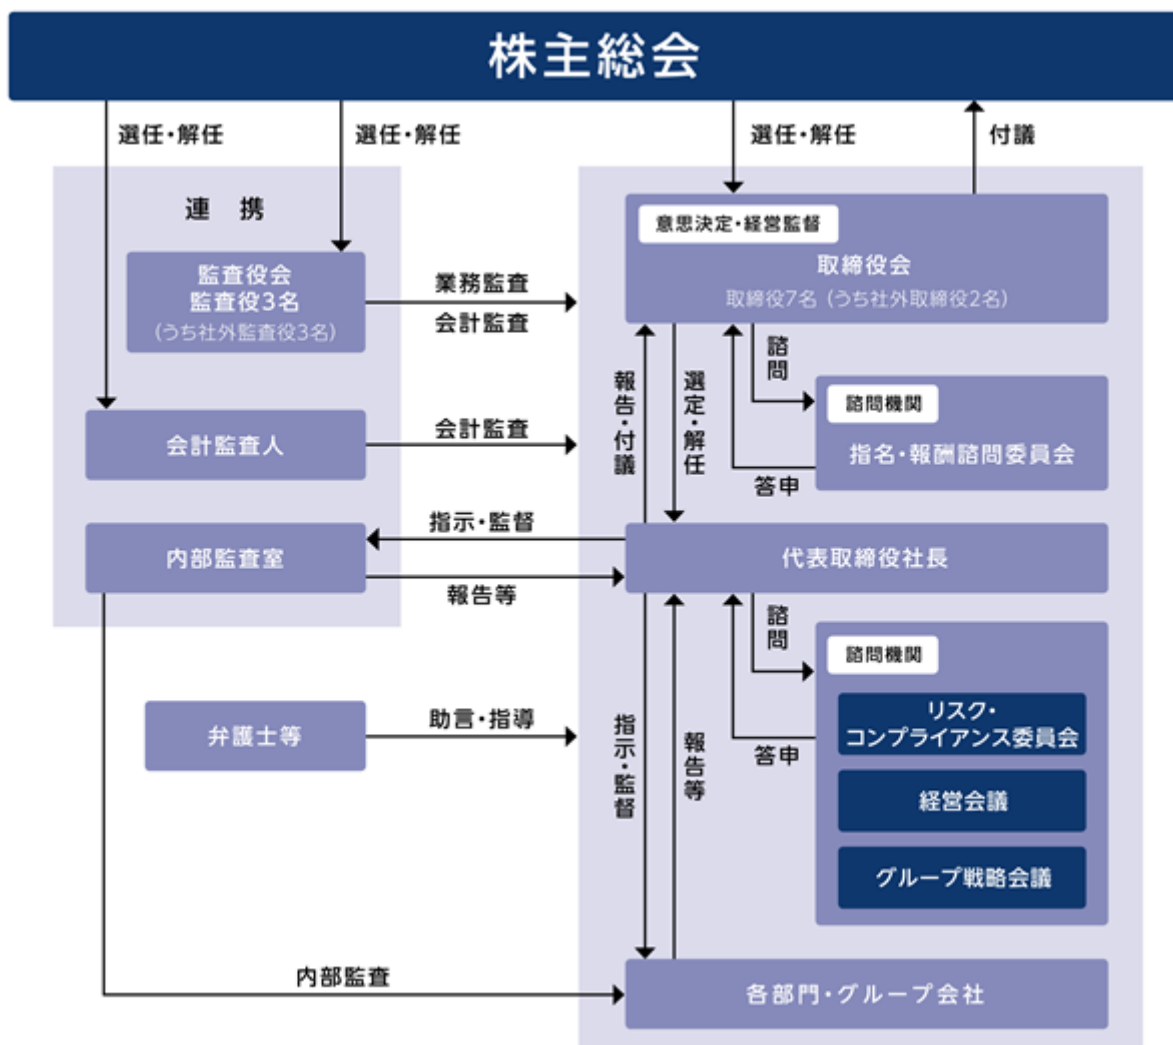 株主総会
選任・解任
選任・解任
選任・解任
付議
連 携
監査役会
監査役3名
(うち社外監査役3名)
業務監査
会計監査
意思決定・経営監督
取締役会
取締役7名 (うち社外取締役2名)
報告・付議
選定・解任
諮問
諮問機関
指名・報酬諮問委員会
答申
会計監査人
会計監査
内部監査室
指示・監督
報告等
代表取締役社長
諮問
諮問機関
リスク・
コンプライアンス委員会
経営会議
グループ戦略会議
答申
弁護士等
助言・指導
指示・監督
報告等
内部監査
各部門・グループ会社